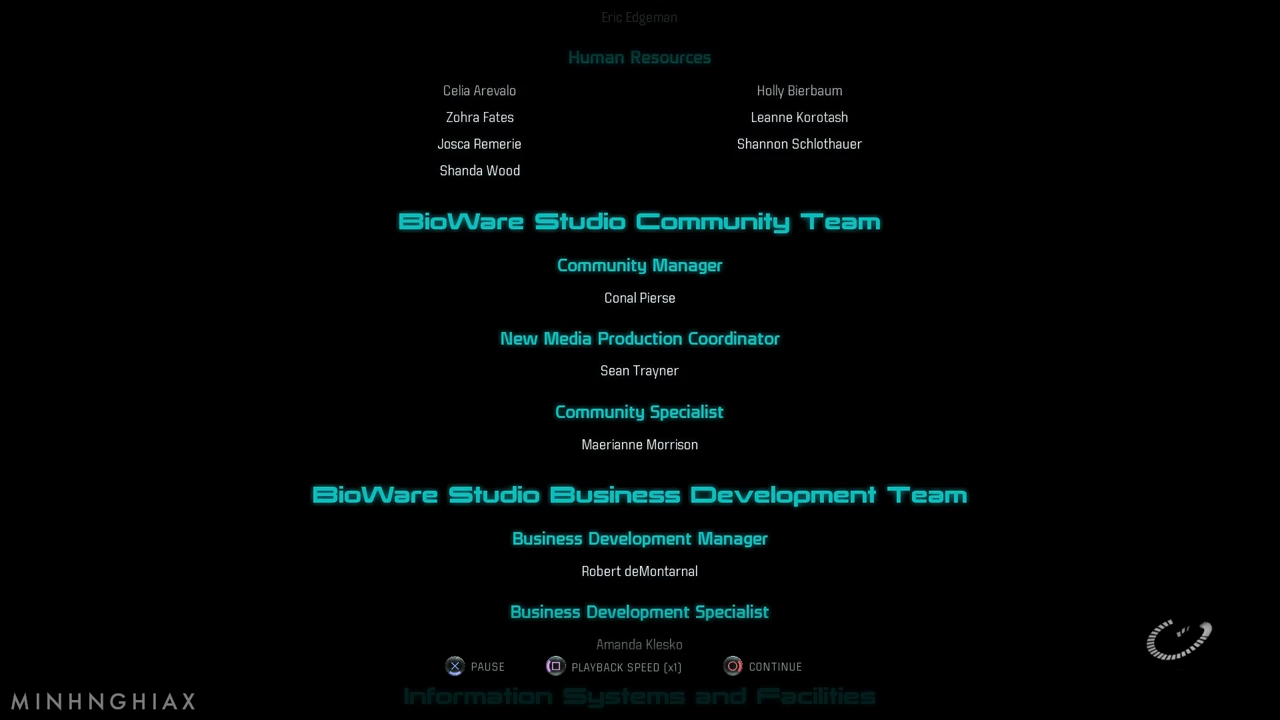 Eric Edgeman
Human Resources
Celia Arevalo Holly Bierbaum
Zohra Fates Leanne Korotash
Josca Remerie Shannon Schlothauer
Shanda Wood
BioWare Studio Community Team
Community Manager
Conal Pierse
New Media Production Coordinator
Sean Trayner
Community Specialist
Maerianne Morrison
BioWare Studio Business Development Team
Business Development Manager
Robert deMontarnal
Business Development Specialist
Amanda Klesko
PAUSE PLAYBACK SPEED (x1) CONTINUE
Information Systems and Facilities
MINHNGHIAX